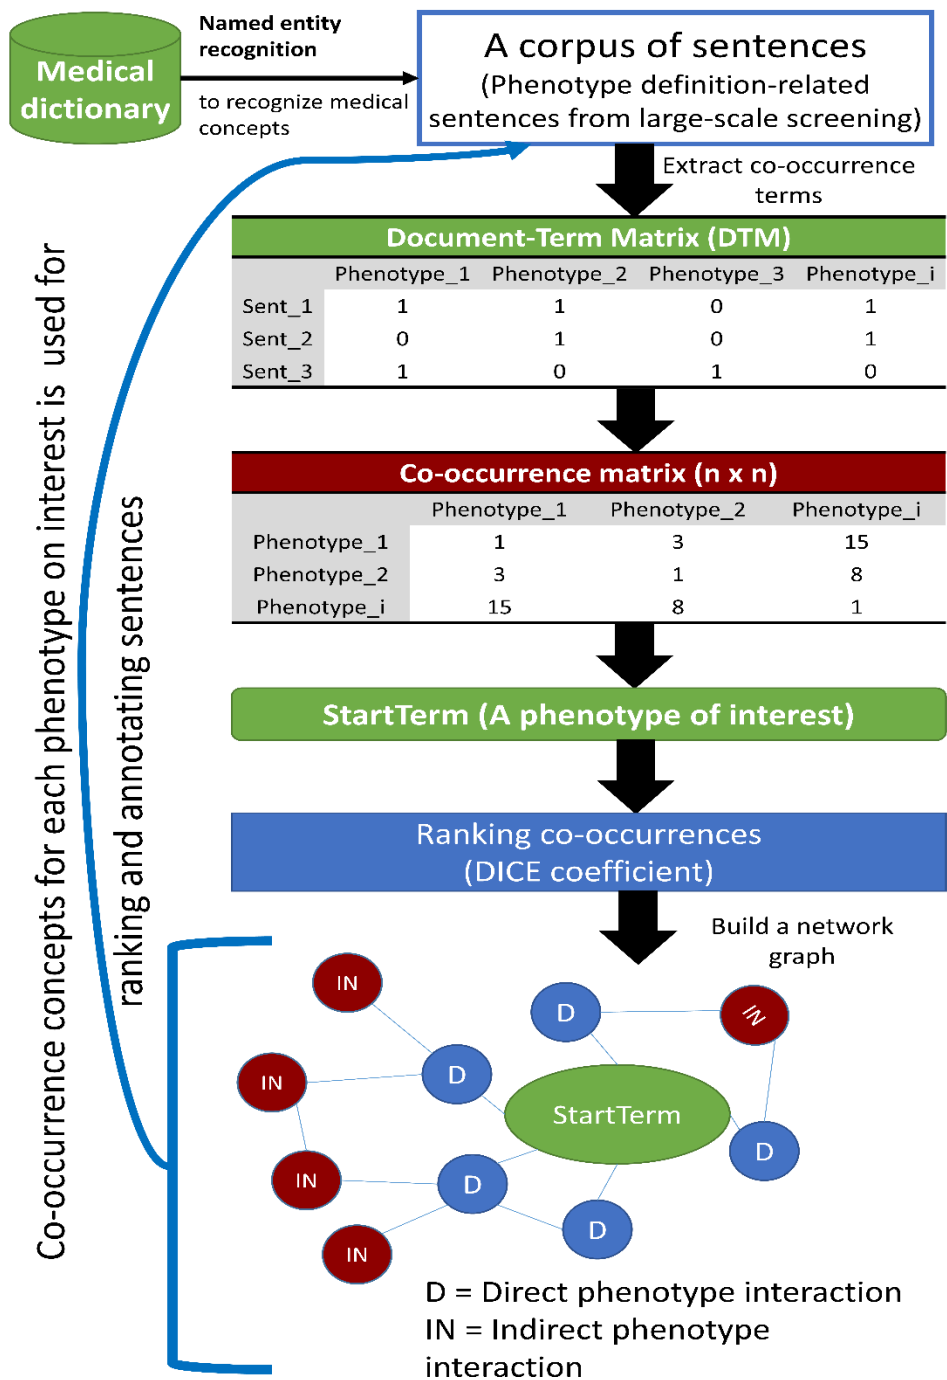 Medical
dictionary
Named entity
recognition
to recognize medical
concepts
A corpus of sentences
(Phenotype definition-related
sentences from large-scale screening)
Extract co-occurrence
terms
Document-Term Matrix (DTM)
Phenotype_1 Phenotype_2 Phenotype_3 Phenotype_i
Sent_1 1 1 0 1
Sent_2 0 1 0 1
Sent_3 1 0 1 0
Co-occurrence matrix (n x n)
Phenotype_1 Phenotype_2 Phenotype_i
Phenotype_1 1 3 15
Phenotype_2 3 1 8
Phenotype_i 15 8 1
StartTerm (A phenotype of interest)
Ranking co-occurrences
(DICE coefficient)
Build a network
graph
IN
D
IN
IN
D
StartTerm
D
IN
D
D
IN
D = Direct phenotype interaction
IN = Indirect phenotype
interaction
Co-occurrence concepts for each phenotype on interest is used for
ranking and annotating sentences